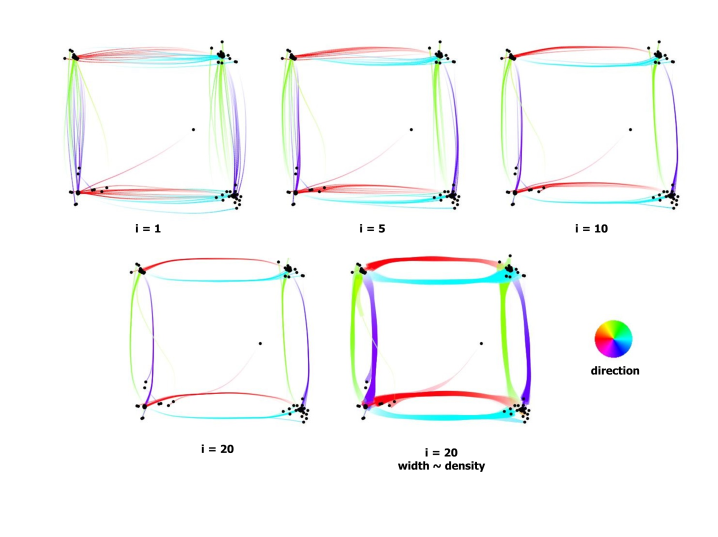 i = 1
i = 5
i = 10
direction
i = 20
i = 20
width ~ density